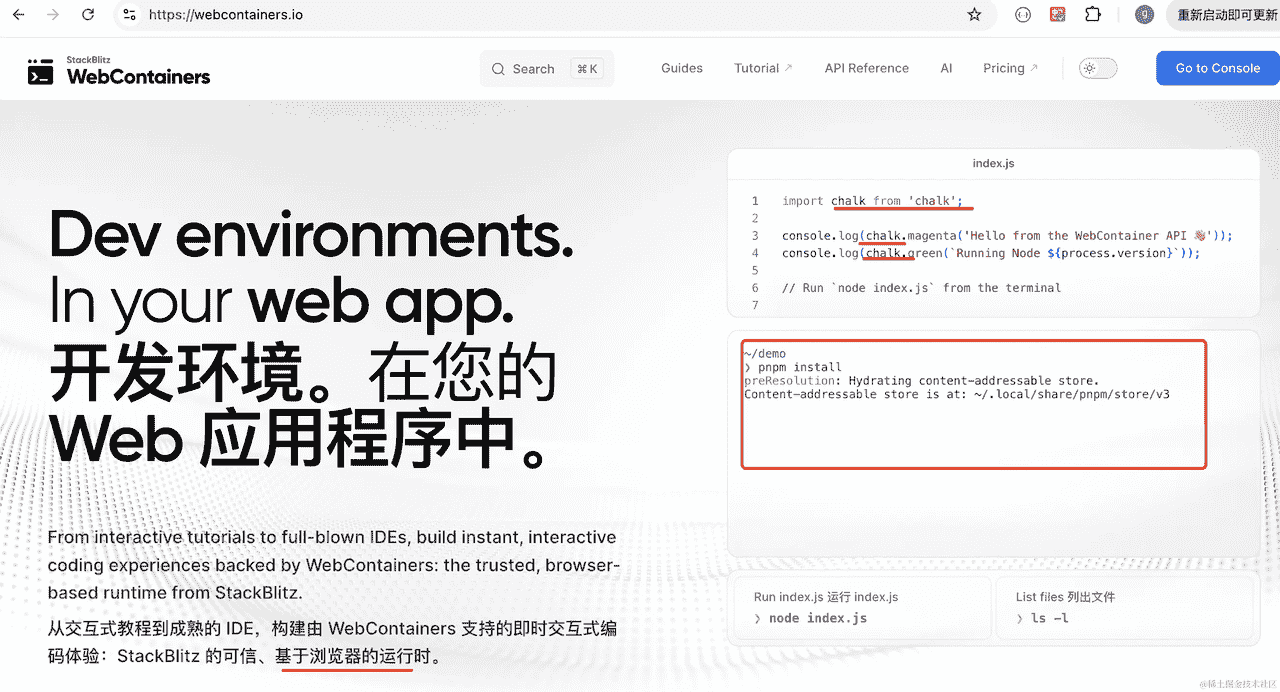 https://webcontainers.io
重新启动即可更新
StackBlitz
WebContainers
Search
⌘ K
Guides
Tutorial ↗
API Reference
AI
Pricing ↗
Go to Console
Dev environments.
In your web app.
开发环境。在您的
Web 应用程序中。
From interactive tutorials to full-blown IDEs, build instant, interactive
coding experiences backed by WebContainers: the trusted, browser-
based runtime from StackBlitz.
从交互式教程到成熟的 IDE，构建由 WebContainers 支持的即时交互式编
码体验：StackBlitz 的可信、基于浏览器的运行时。
index.js
1 import chalk from 'chalk';
2
3 console.log(chalk.magenta('Hello from the WebContainer API 👋'));
4 console.log(chalk.green(`Running Node ${process.version}`));
5
6 // Run `node index.js` from the terminal
7
~/demo
❯ pnpm install
preResolution: Hydrating content-addressable store.
Content-addressable store is at: ~/.local/share/pnpm/store/v3
Run index.js 运行 index.js
❯ node index.js
List files 列出文件
❯ ls -l
@稀土掘金技术社区